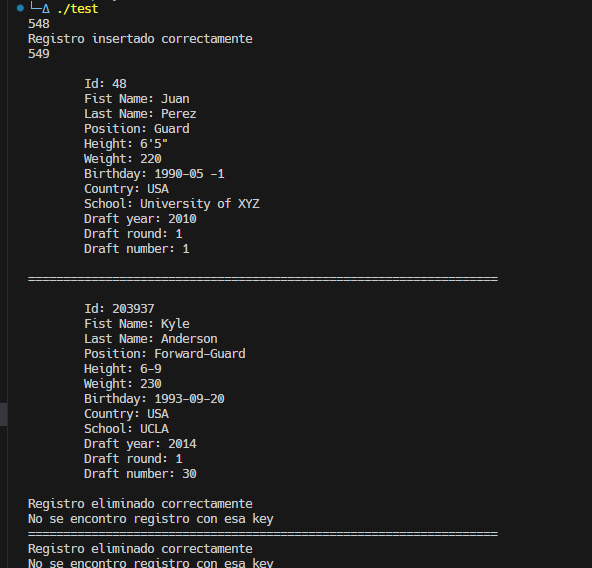 └─Δ ./test
548
Registro insertado correctamente
549
Id: 48
Fist Name: Juan
Last Name: Perez
Position: Guard
Height: 6'5"
Weight: 220
Birthday: 1990-05 -1
Country: USA
School: University of XYZ
Draft year: 2010
Draft round: 1
Draft number: 1
===================================================================
Id: 203937
Fist Name: Kyle
Last Name: Anderson
Position: Forward-Guard
Height: 6-9
Weight: 230
Birthday: 1993-09-20
Country: USA
School: UCLA
Draft year: 2014
Draft round: 1
Draft number: 30
Registro eliminado correctamente
No se encontro registro con esa key
===================================================================
Registro eliminado correctamente
No se encontro registro con esa key